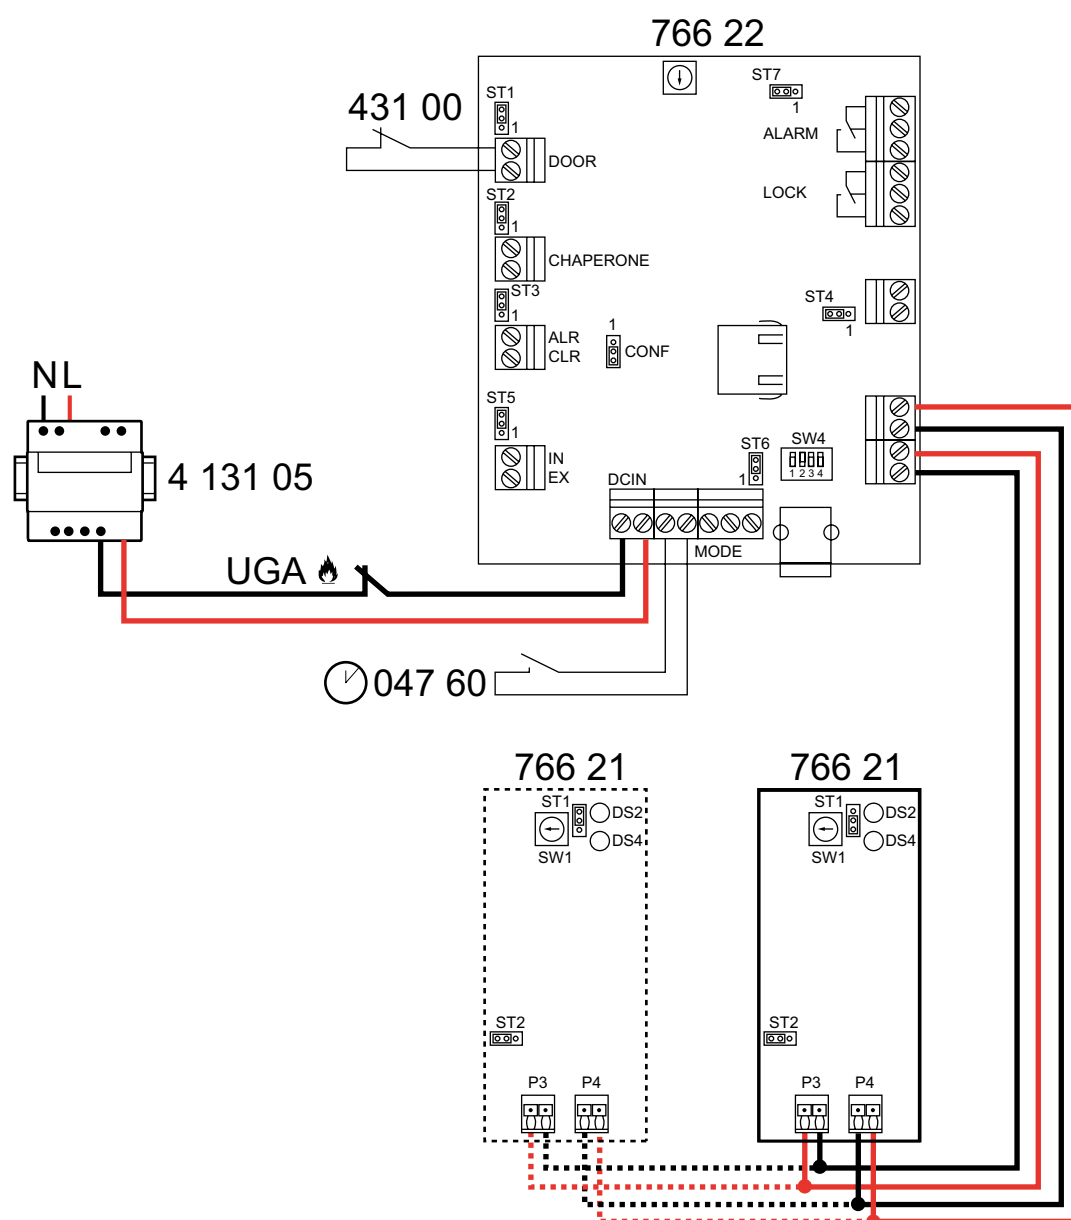 766 22
ST7
1
ALARM
LOCK
431 00
ST1
1
DOOR
ST2
1
CHAPERONE
ST3
1
ALR
CLR
1
CONF
ST4
1
ST5
1
IN
EX
ST6
1
SW4
1 2 3 4
DCIN
MODE
N L
4 131 05
UGA
047 60
766 21
ST1
DS2
DS4
SW1
ST2
P3 P4
766 21
ST1
DS2
DS4
SW1
ST2
P3 P4